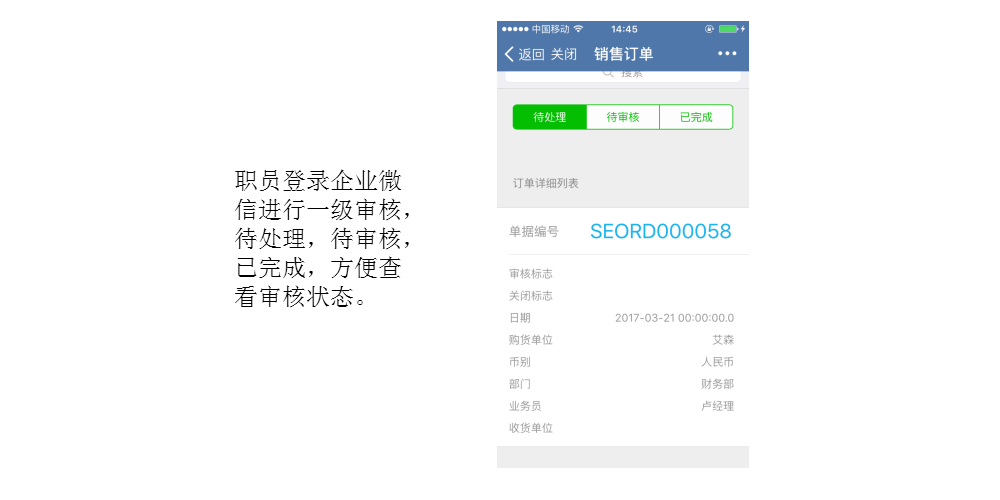 职员登录企业微
信进行一级审核，
待处理，待审核，
已完成，方便查
看审核状态。
中国移动 14:45
返回 关闭 销售订单
搜索
待处理 待审核 已完成
订单详细列表
单据编号 SEORD000058
审核标志
关闭标志
日期 2017-03-21 00:00:00.0
购货单位 艾森
币别 人民币
部门 财务部
业务员 卢经理
收货单位